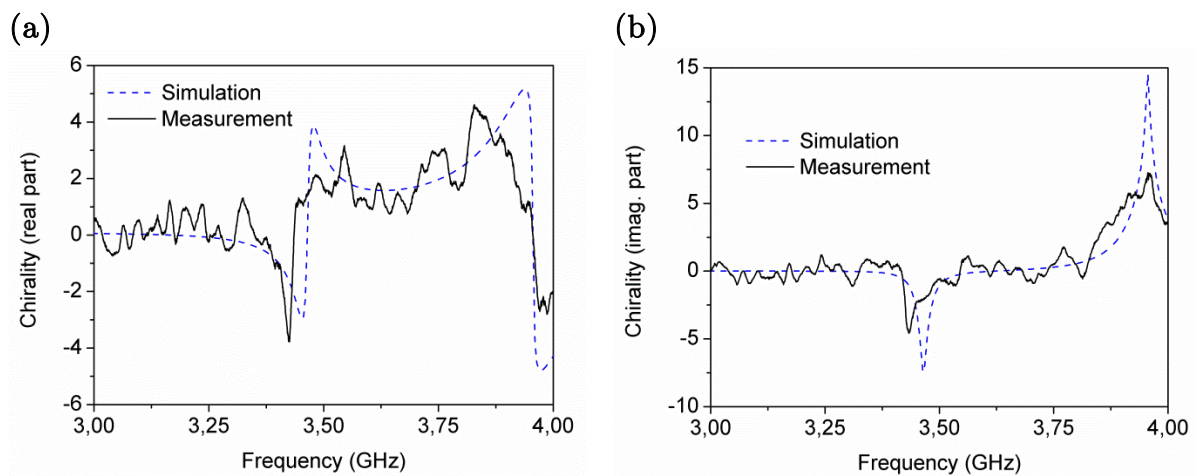 (a)
6
4
2
0
-2
-4
-6
Chirality (real part)
Simulation
Measurement
3,00
3,25
3,50
3,75
4,00
Frequency (GHz)
(b)
15
10
5
0
-5
-10
Chirality (imag. part)
Simulation
Measurement
3,00
3,25
3,50
3,75
4,00
Frequency (GHz)